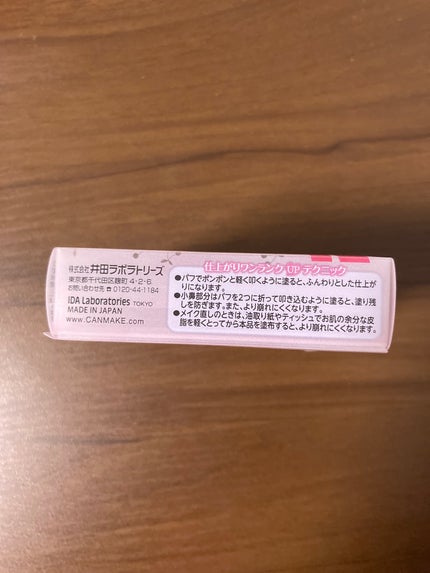 株式会社 井田ラボラトリーズ
東京都千代田区麹町4-2-6
お問い合わせ先 ☎ 0120-44-1184
IDA Laboratories TOKYO
MADE IN JAPAN
www.CANMAKE.com
仕上がりワンランク UP テクニック
●パフでポンポンと軽く叩くように塗ると、ふんわりとした仕上が
りになります。
●小鼻部分はパフを2つに折って叩き込むように塗ると、塗り残
しを防ぎます。また、より崩れにくくなります。
●メイク直しのときは、油取り紙やティッシュでお肌の余分な皮
脂を軽くとってから本品を塗布すると、より崩れにくくなります。